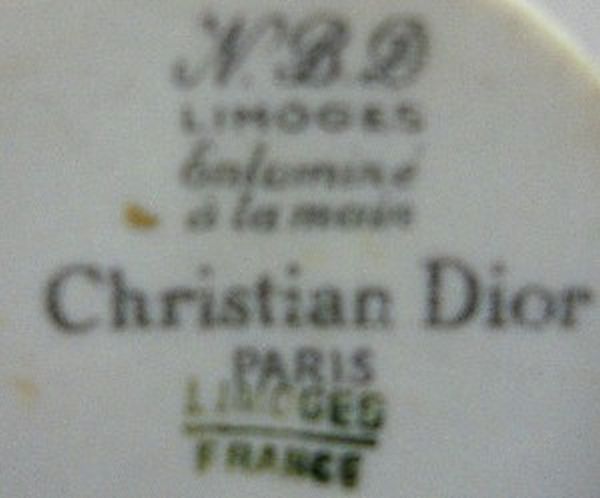 N.B.D
LIMOGES
Enluminé
à la main
Christian Dior
PARIS
LIMOGES
FRANCE